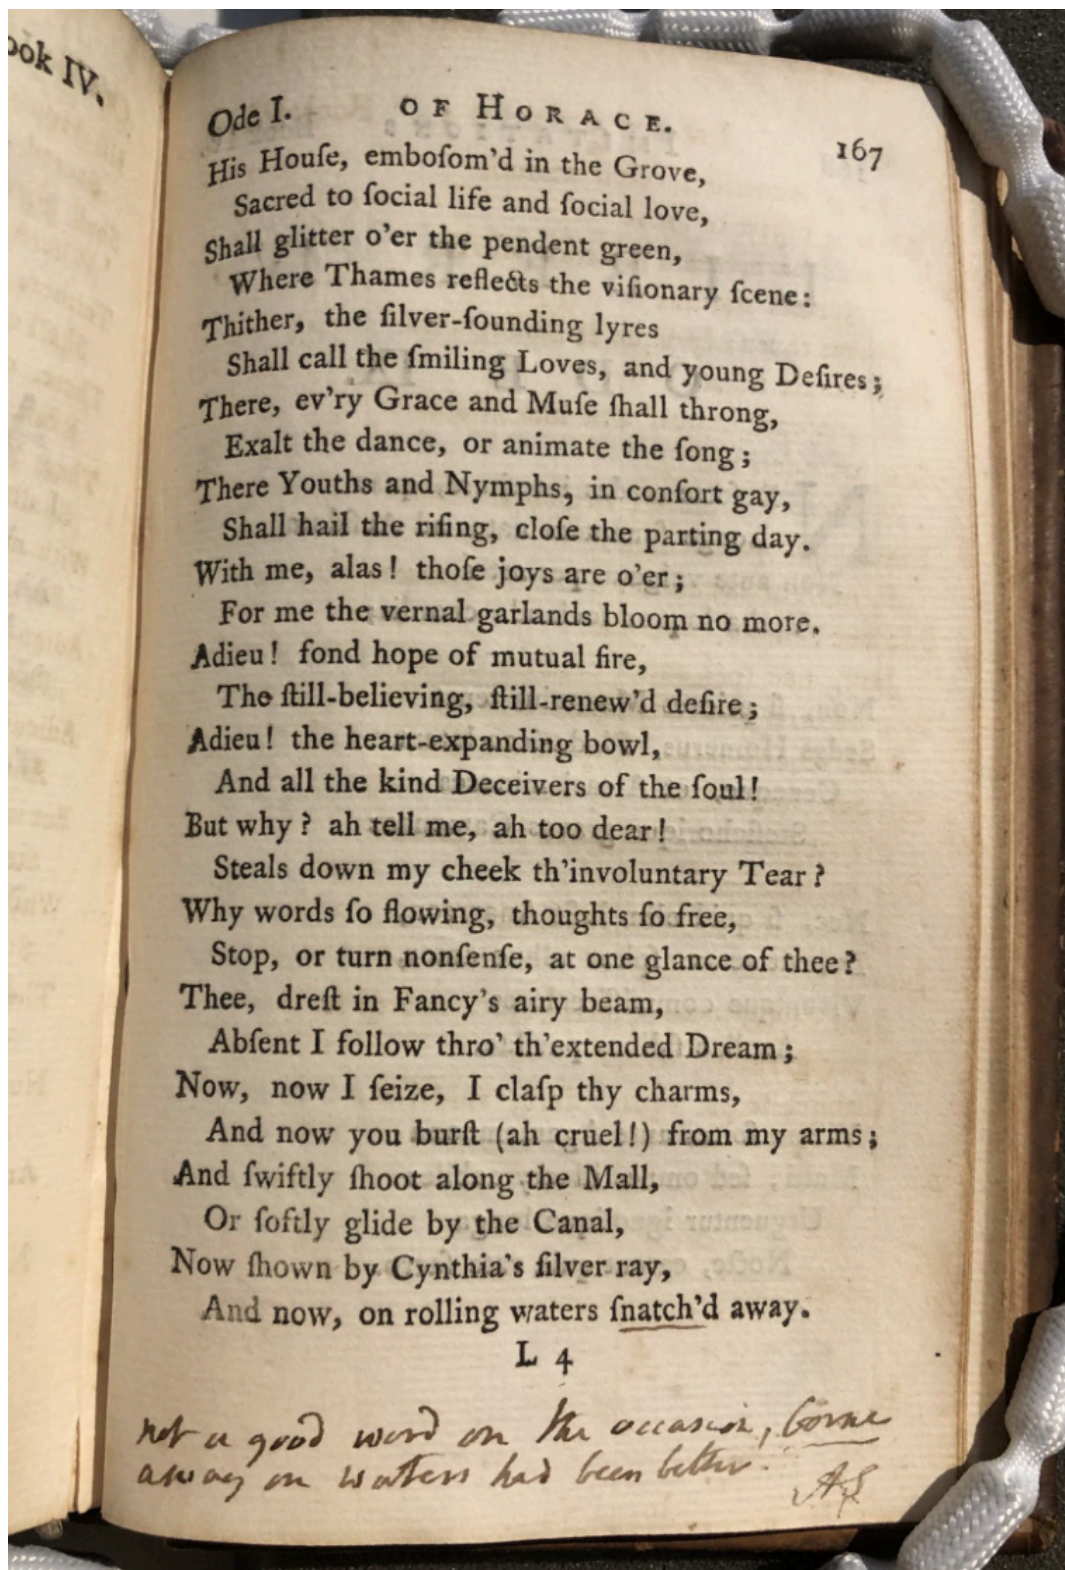 ook IV.
Ode I. OF HORACE. 167
His Houſe, emboſom'd in the Grove,
Sacred to ſocial life and ſocial love,
Shall glitter o'er the pendent green,
Where Thames reflects the viſionary ſcene:
Thither, the ſilver-ſounding lyres
Shall call the ſmiling Loves, and young Deſires;
There, ev'ry Grace and Muſe ſhall throng,
Exalt the dance, or animate the ſong;
There Youths and Nymphs, in conſort gay,
Shall hail the riſing, cloſe the parting day.
With me, alas! thoſe joys are o'er;
For me the vernal garlands bloom no more.
Adieu! fond hope of mutual fire,
The ſtill-believing, ſtill-renew'd deſire;
Adieu! the heart-expanding bowl,
And all the kind Deceivers of the ſoul!
But why? ah tell me, ah too dear!
Steals down my cheek th'involuntary Tear?
Why words ſo flowing, thoughts ſo free,
Stop, or turn nonſenſe, at one glance of thee?
Thee, dreſt in Fancy's airy beam,
Abſent I follow thro' th'extended Dream;
Now, now I ſeize, I claſp thy charms,
And now you burſt (ah cruel!) from my arms;
And ſwiftly ſhoot along the Mall,
Or ſoftly glide by the Canal,
Now ſhown by Cynthia's ſilver ray,
And now, on rolling waters ſnatch'd away.
L 4
not a good word on the occasion, borne
away on waters had been better.
AS